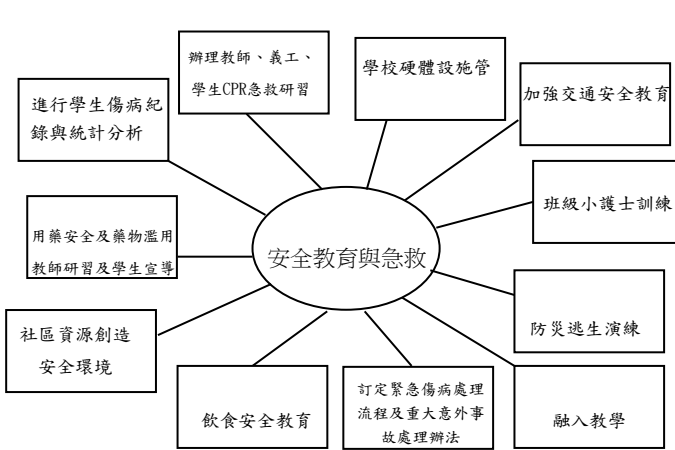 辦理教師、義工、
學生CPR急救研習
學校硬體設施管
加強交通安全教育
進行學生傷病紀
錄與統計分析
班級小護士訓練
用藥安全及藥物濫用
教師研習及學生宣導
安全教育與急救
防災逃生演練
社區資源創造
安全環境
飲食安全教育
訂定緊急傷病處理
流程及重大意外事
故處理辦法
融入教學